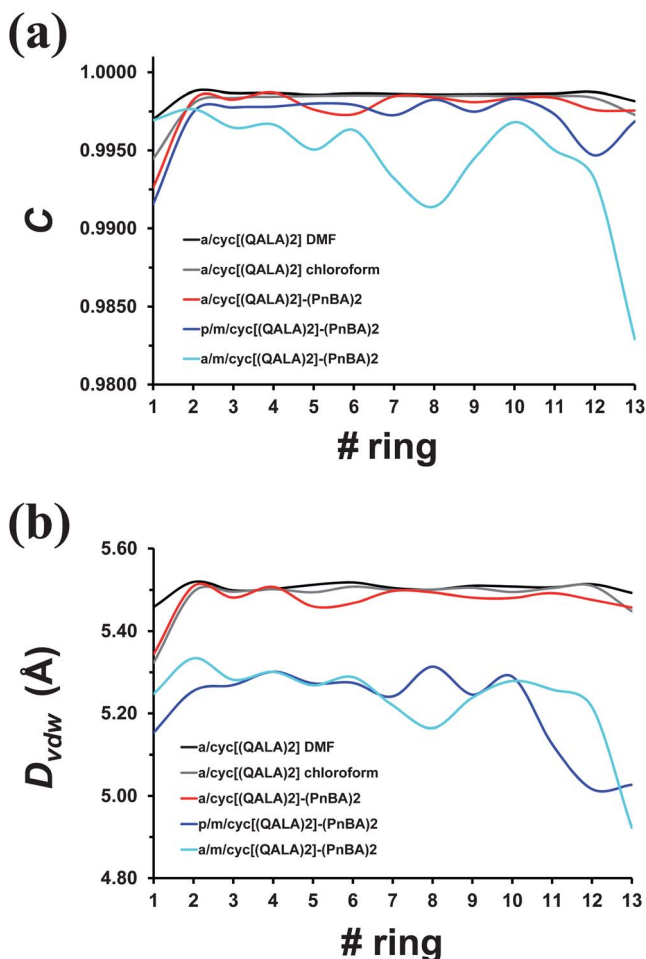 (a)
1.0000
0.9950
0.9900
0.9850
0.9800
C
a/cyc[(QALA)2] DMF
a/cyc[(QALA)2] chloroform
a/cyc[(QALA)2]-(PnBA)2
p/m/cyc[(QALA)2]-(PnBA)2
a/m/cyc[(QALA)2]-(PnBA)2
1 2 3 4 5 6 7 8 9 10 11 12 13
# ring
(b)
5.60
5.40
5.20
5.00
4.80
Dvdw (Å)
a/cyc[(QALA)2] DMF
a/cyc[(QALA)2] chloroform
a/cyc[(QALA)2]-(PnBA)2
p/m/cyc[(QALA)2]-(PnBA)2
a/m/cyc[(QALA)2]-(PnBA)2
1 2 3 4 5 6 7 8 9 10 11 12 13
# ring